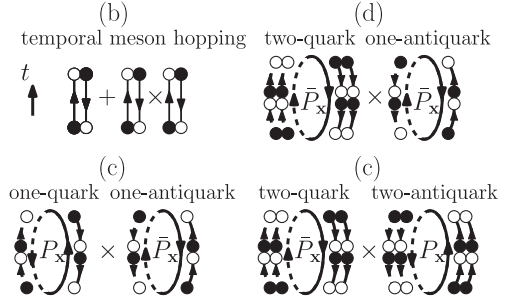 (b)
temporal meson hopping
t
+ ×
(d)
two-quark one-antiquark
P̄ₓ × P̄ₓ
(c)
one-quark one-antiquark
Pₓ × P̄ₓ
(c)
two-quark two-antiquark
P̄ₓ × Pₓ